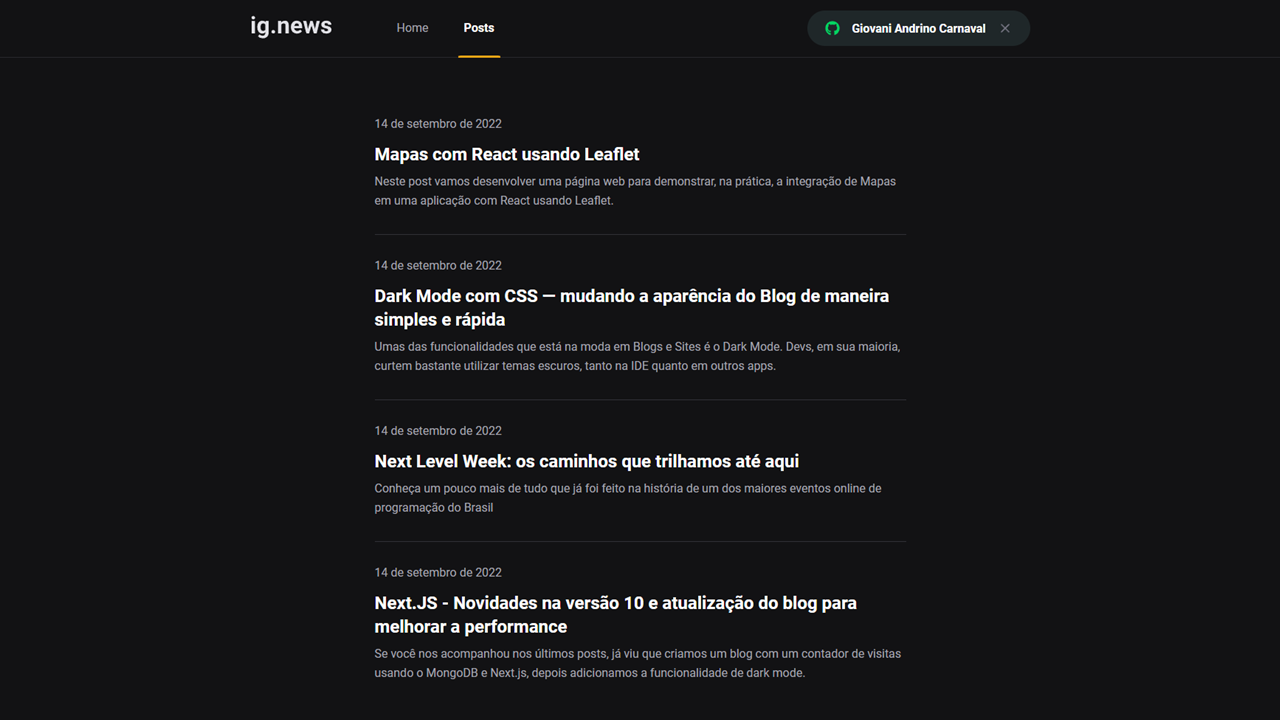 ig.news
Home
Posts
Giovani Andrino Carnaval
14 de setembro de 2022
Mapas com React usando Leaflet
Neste post vamos desenvolver uma página web para demonstrar, na prática, a integração de Mapas
em uma aplicação com React usando Leaflet.
14 de setembro de 2022
Dark Mode com CSS — mudando a aparência do Blog de maneira
simples e rápida
Umas das funcionalidades que está na moda em Blogs e Sites é o Dark Mode. Devs, em sua maioria,
curtem bastante utilizar temas escuros, tanto na IDE quanto em outros apps.
14 de setembro de 2022
Next Level Week: os caminhos que trilhamos até aqui
Conheça um pouco mais de tudo que já foi feito na história de um dos maiores eventos online de
programação do Brasil
14 de setembro de 2022
Next.JS - Novidades na versão 10 e atualização do blog para
melhorar a performance
Se você nos acompanhou nos últimos posts, já viu que criamos um blog com um contador de visitas
usando o MongoDB e Next.js, depois adicionamos a funcionalidade de dark mode.